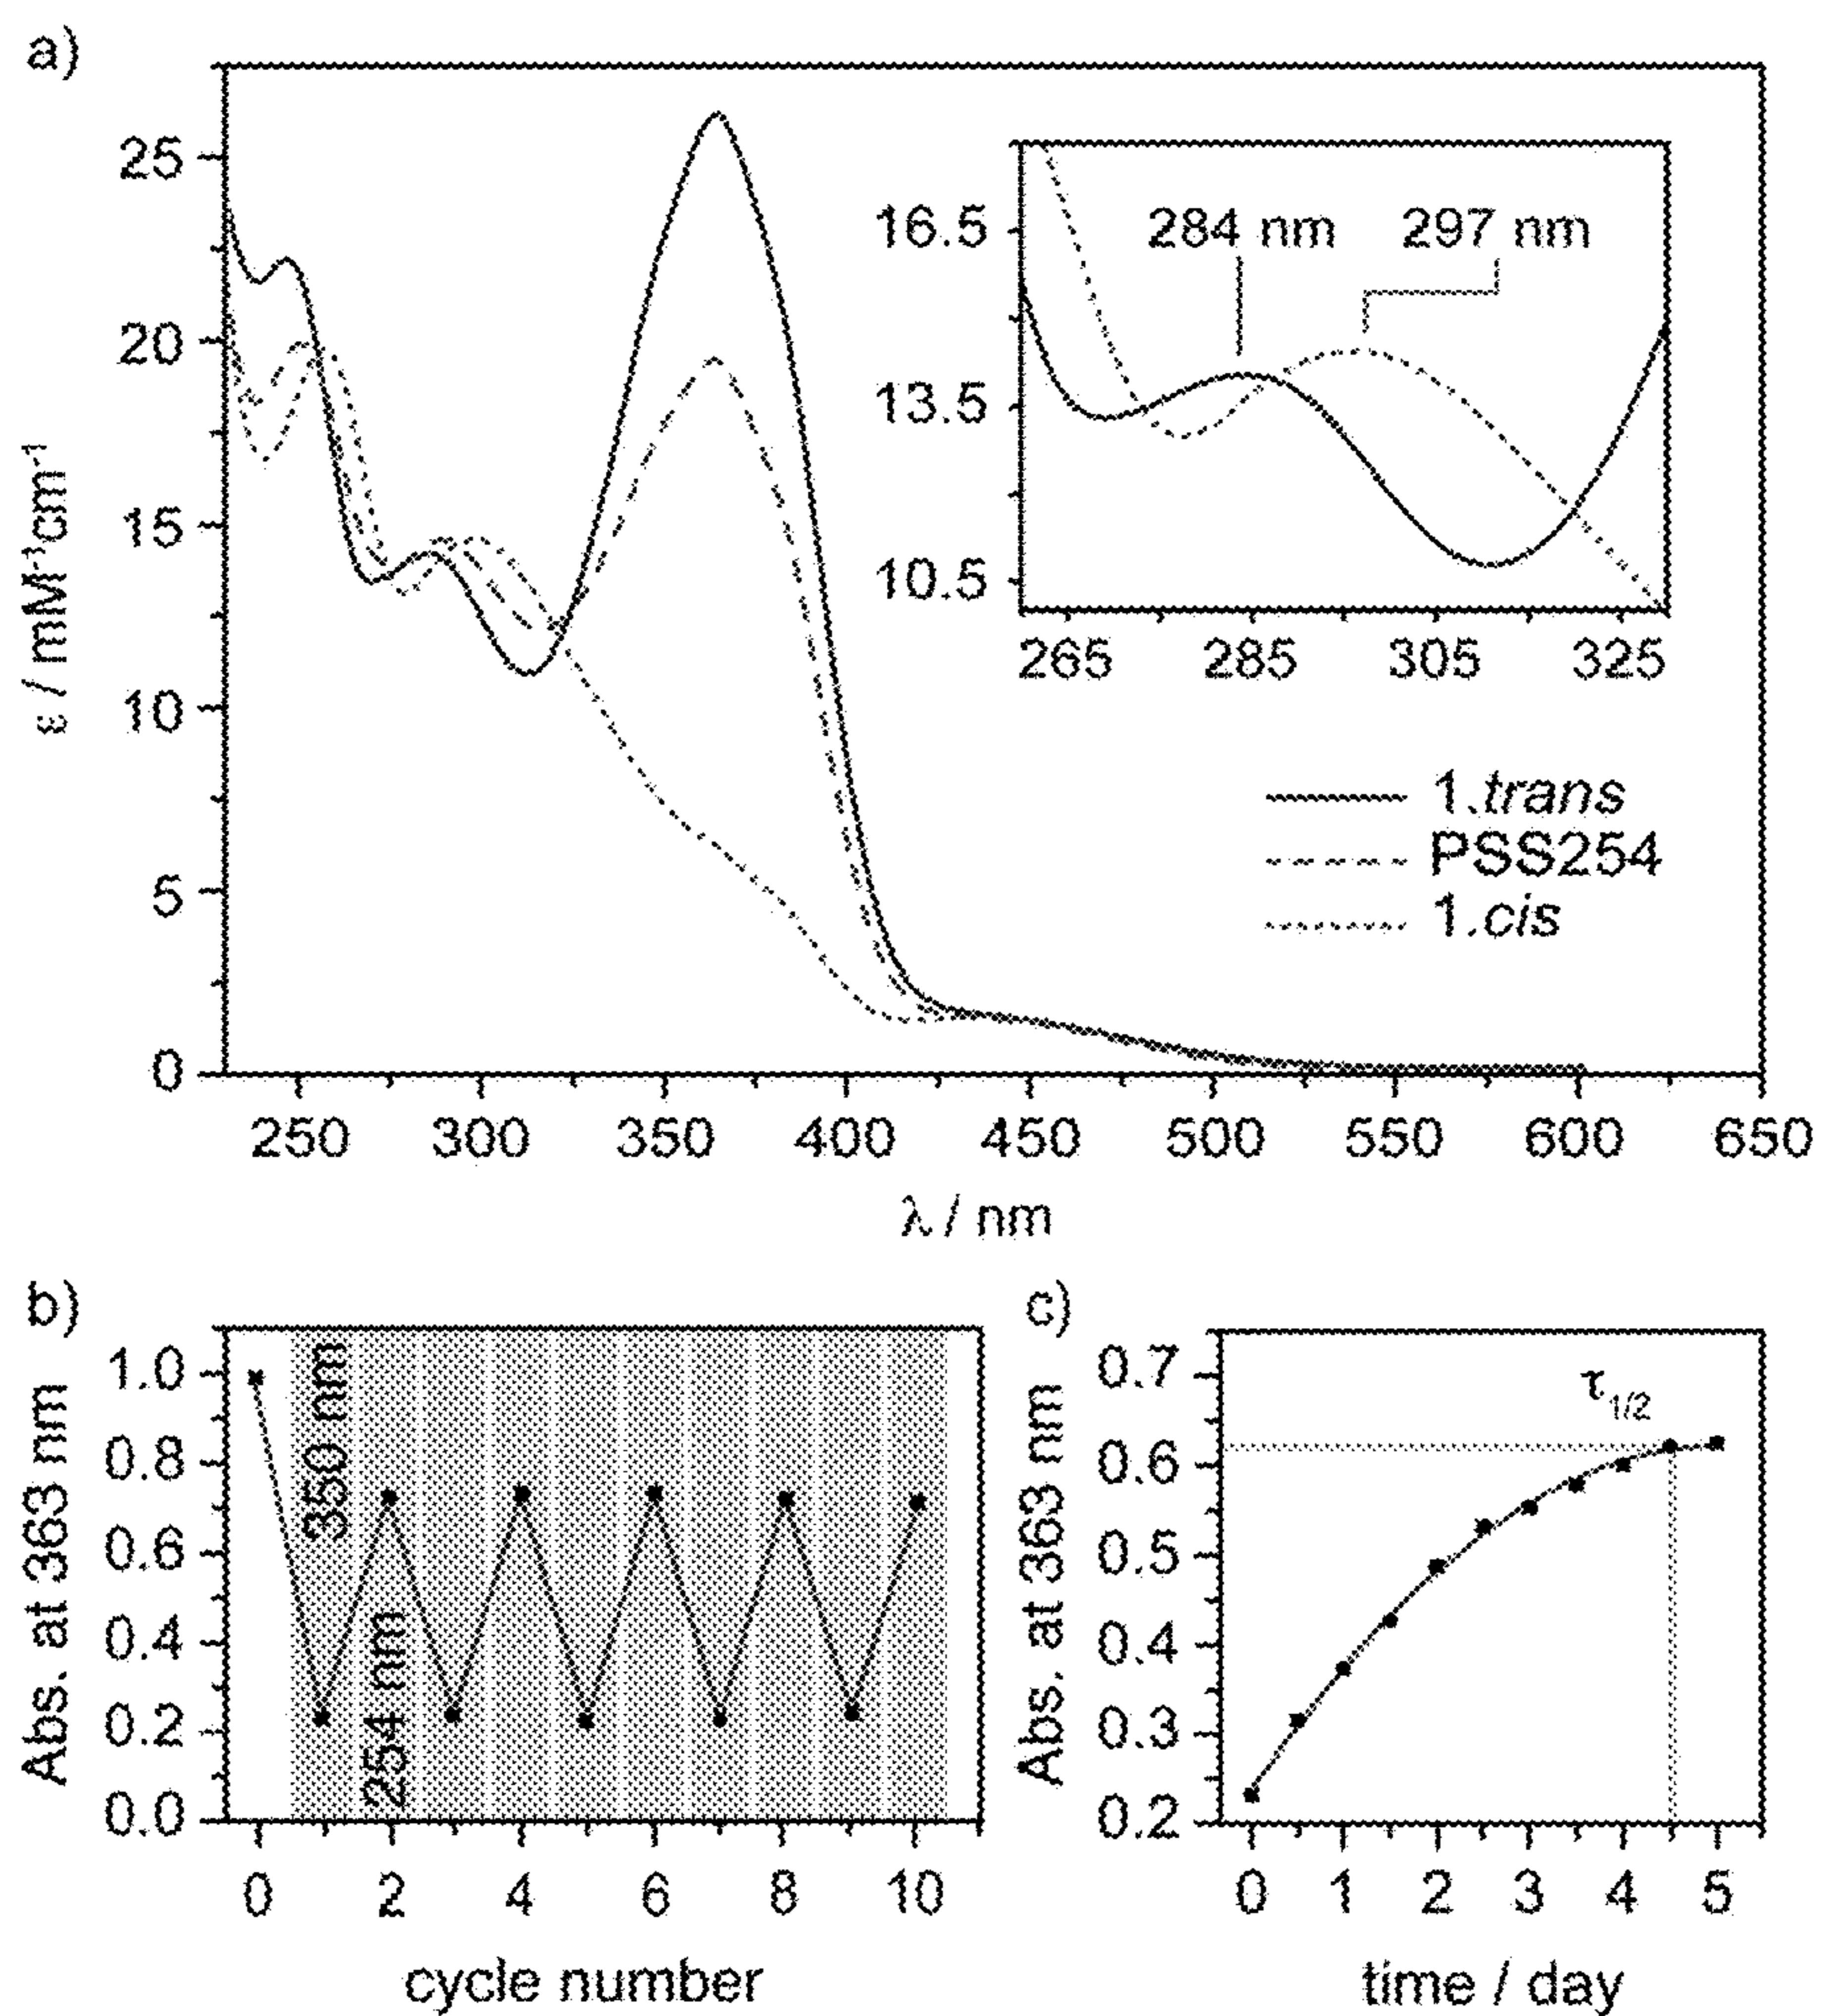 a)
ε / mM⁻¹cm⁻¹
25
20
15
10
5
0
250 300 350 400 450 500 550 600 650
λ / nm
16.5
13.5
10.5
284 nm 297 nm
265 285 305 325
1.trans
PSS254
1.cis
b)
Abs. at 363 nm
1.0
0.8
0.6
0.4
0.2
0.0
350 nm
254 nm
0 2 4 6 8 10
cycle number
c)
Abs. at 363 nm
0.7
0.6
0.5
0.4
0.3
0.2
τ1/2
0 1 2 3 4 5
time / day